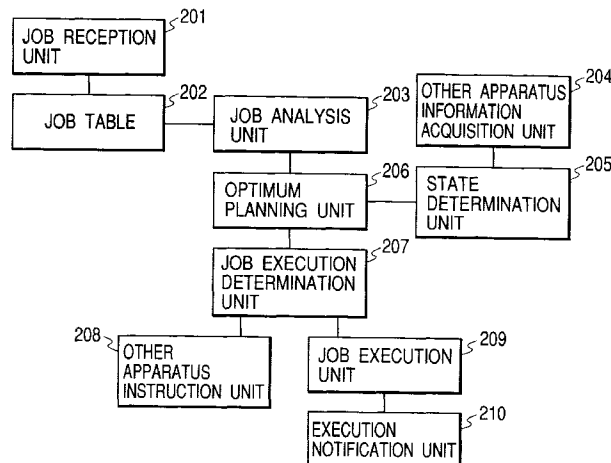 201
JOB RECEPTION
UNIT
202
JOB TABLE
203
JOB ANALYSIS
UNIT
204
OTHER APPARATUS
INFORMATION
ACQUISITION UNIT
205
STATE
DETERMINATION
UNIT
206
OPTIMUM
PLANNING UNIT
207
JOB EXECUTION
DETERMINATION
UNIT
208
OTHER
APPARATUS
INSTRUCTION UNIT
209
JOB EXECUTION
UNIT
210
EXECUTION
NOTIFICATION UNIT